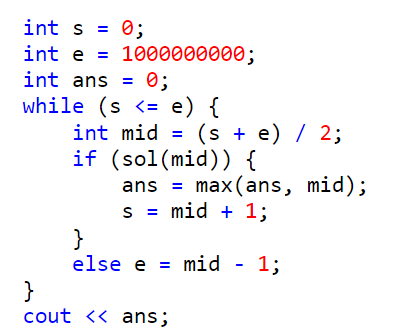 int s = 0;
int e = 1000000000;
int ans = 0;
while (s <= e) {
    int mid = (s + e) / 2;
    if (sol(mid)) {
        ans = max(ans, mid);
        s = mid + 1;
    }
    else e = mid - 1;
}
cout << ans;